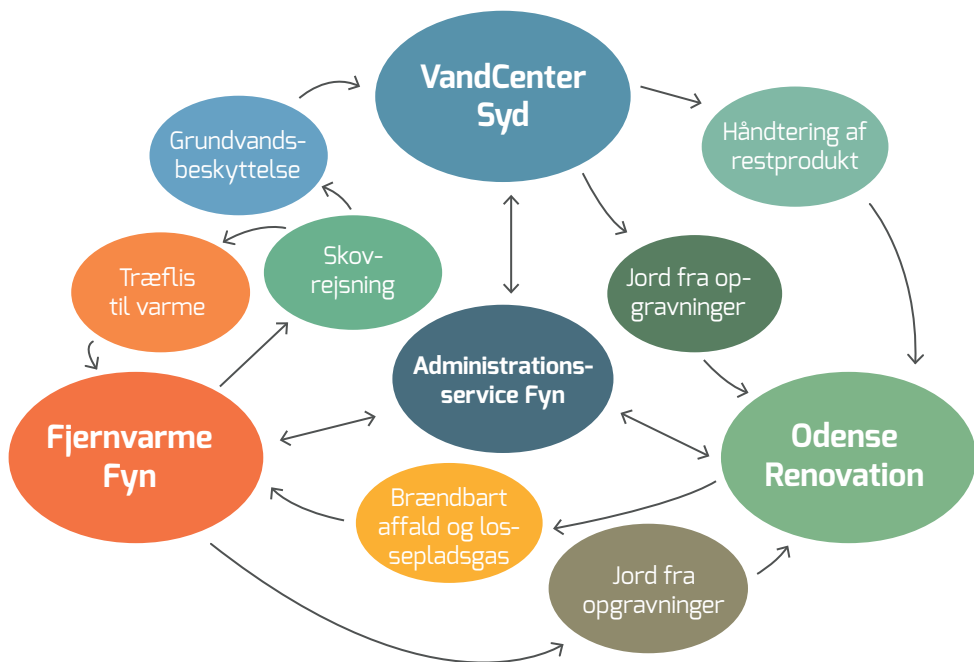 VandCenter
Syd
Håndtering af
restprodukt
Grundvands-
beskyttelse
Skov-
rejsning
Træflis
til varme
Jord fra op-
gravninger
Administrations-
service Fyn
Fjernvarme
Fyn
Odense
Renovation
Brændbart
affald og los-
sepladsgas
Jord fra
opgravninger